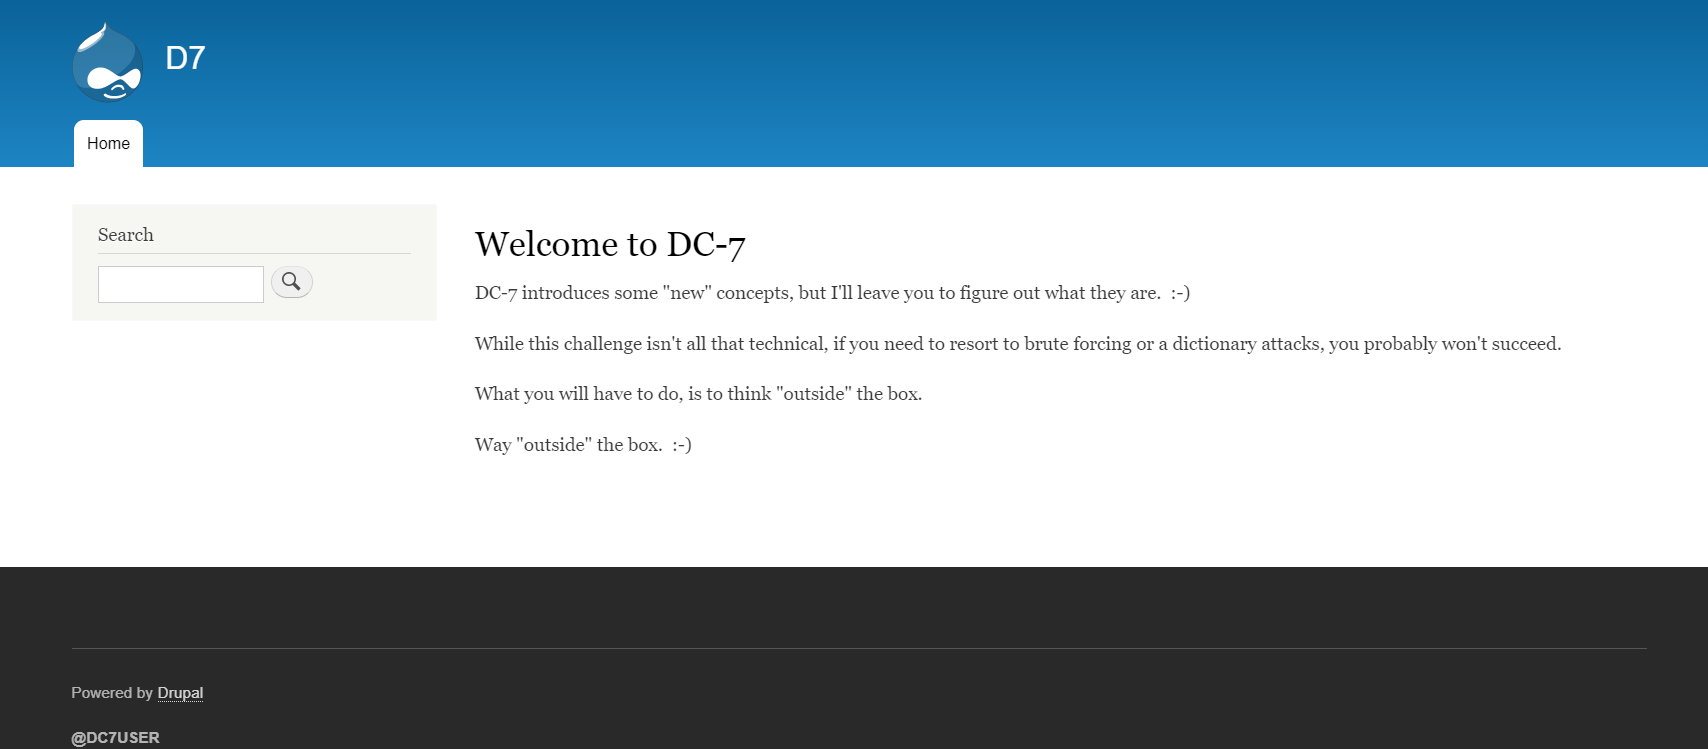 D7
Home
Search
Welcome to DC-7
DC-7 introduces some "new" concepts, but I'll leave you to figure out what they are.  :-)
While this challenge isn't all that technical, if you need to resort to brute forcing or a dictionary attacks, you probably won't succeed.
What you will have to do, is to think "outside" the box.
Way "outside" the box.  :-)
Powered by Drupal
@DC7USER